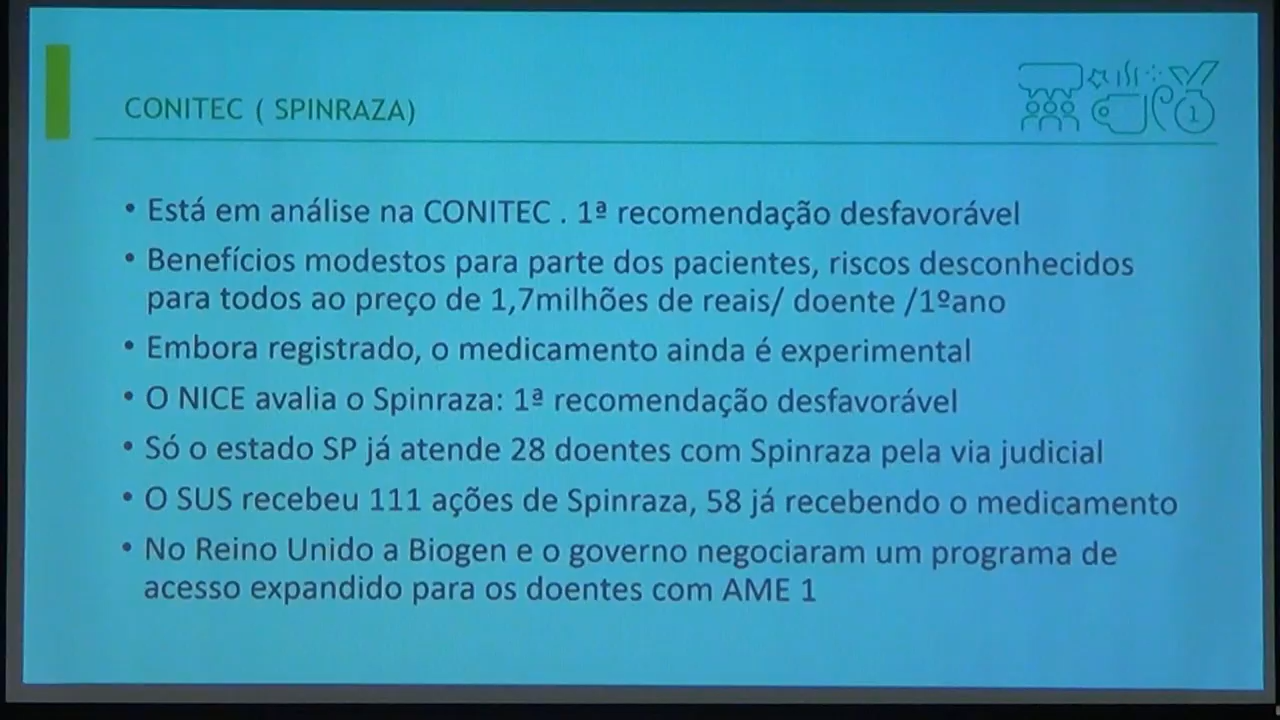 CONITEC ( SPINRAZA)
1
• Está em análise na CONITEC . 1ª recomendação desfavorável
• Benefícios modestos para parte dos pacientes, riscos desconhecidos
para todos ao preço de 1,7milhões de reais/ doente /1ºano
• Embora registrado, o medicamento ainda é experimental
• O NICE avalia o Spinraza: 1ª recomendação desfavorável
• Só o estado SP já atende 28 doentes com Spinraza pela via judicial
• O SUS recebeu 111 ações de Spinraza, 58 já recebendo o medicamento
• No Reino Unido a Biogen e o governo negociaram um programa de
acesso expandido para os doentes com AME 1